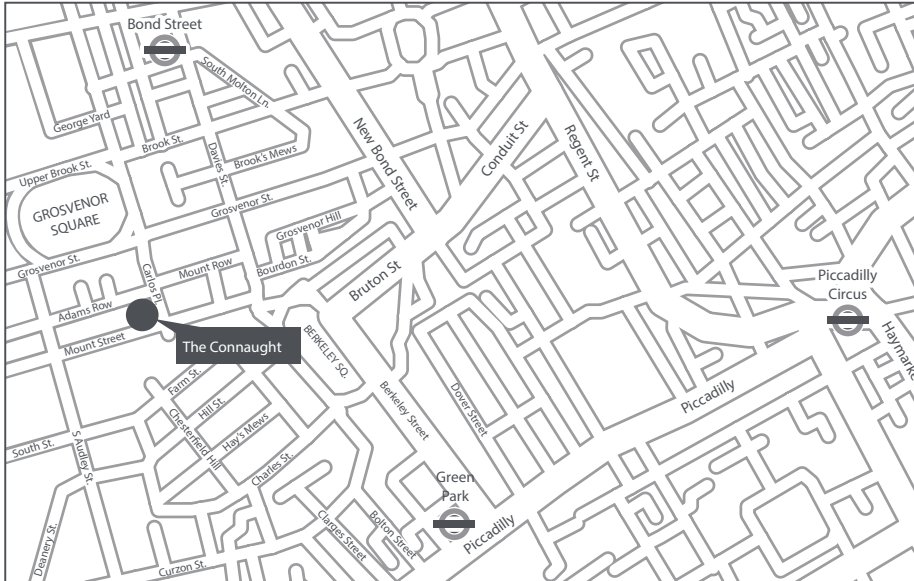 Bond Street
South Molton Ln.
George Yard
Brook St.
Davies St.
Brook's Mews
Upper Brook St.
New Bond Street
Conduit St
Regent St
GROSVENOR
SQUARE
Grosvenor St.
Grosvenor Hill
Grosvenor St.
Carlos Pl.
Mount Row
Bourdon St.
Bruton St
Piccadilly
Circus
Adams Row
Mount Street
The Connaught
BERKELEY SQ.
Haymarke
Farm St.
Hill St.
Berkeley Street
Dover Street
Piccadilly
Chesterfield Hill
Hay's Mews
South St.
S Audley St.
Charles St.
Green
Park
Clarges Street
Bolton Street
Piccadilly
Deanery St.
Curzon St.